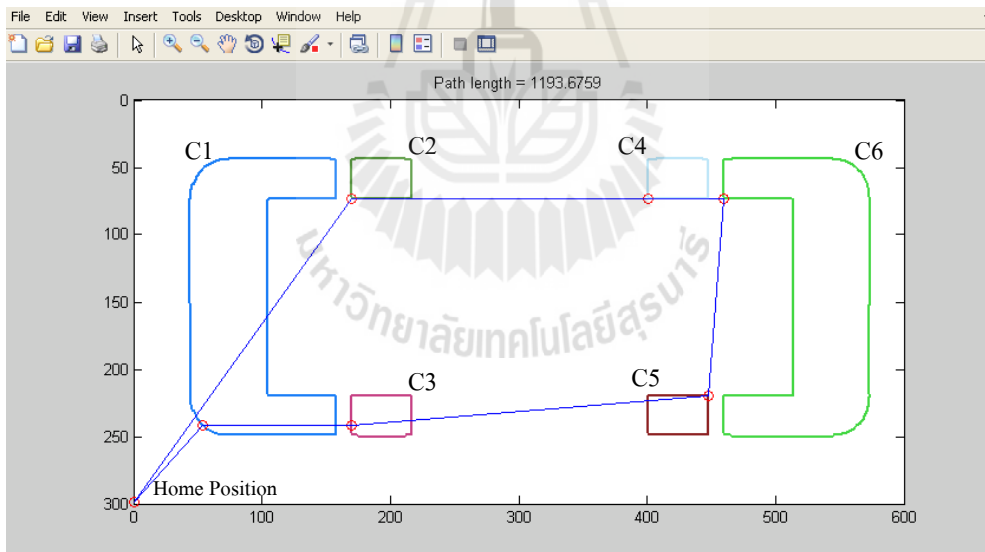 File Edit View Insert Tools Desktop Window Help
Path length = 1193.6759
0
50
100
150
200
250
300
0 100 200 300 400 500 600
C1
C2
C4
C6
C3
C5
Home Position
มหาวิทยาลัยเทคโนโลยีสุรนารี